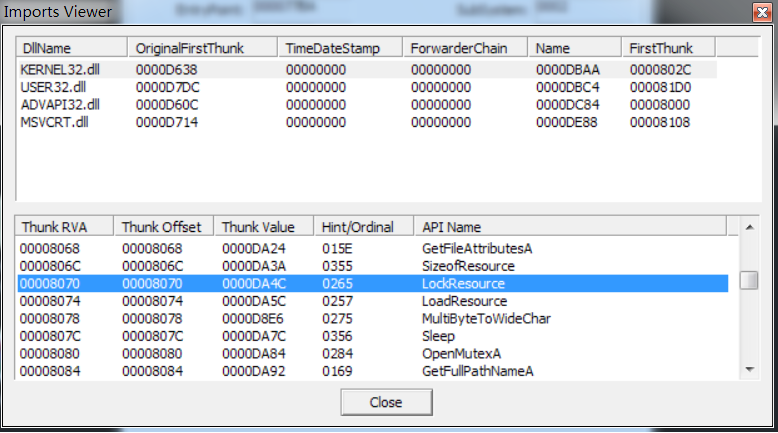 EntryPoint: 000077BA SubSystem: 0002
Imports Viewer
DllName OriginalFirstThunk TimeDateStamp ForwarderChain Name FirstThunk
KERNEL32.dll 0000D638 00000000 00000000 0000DBAA 0000802C
USER32.dll 0000D7DC 00000000 00000000 0000DBC4 000081D0
ADVAPI32.dll 0000D60C 00000000 00000000 0000DC84 00008000
MSVCRT.dll 0000D714 00000000 00000000 0000DE88 00008108
Thunk RVA Thunk Offset Thunk Value Hint/Ordinal API Name
00008068 00008068 0000DA24 015E GetFileAttributesA
0000806C 0000806C 0000DA3A 0355 SizeofResource
00008070 00008070 0000DA4C 0265 LockResource
00008074 00008074 0000DA5C 0257 LoadResource
00008078 00008078 0000D8E6 0275 MultiByteToWideChar
0000807C 0000807C 0000DA7C 0356 Sleep
00008080 00008080 0000DA84 0284 OpenMutexA
00008084 00008084 0000DA92 0169 GetFullPathNameA
Close